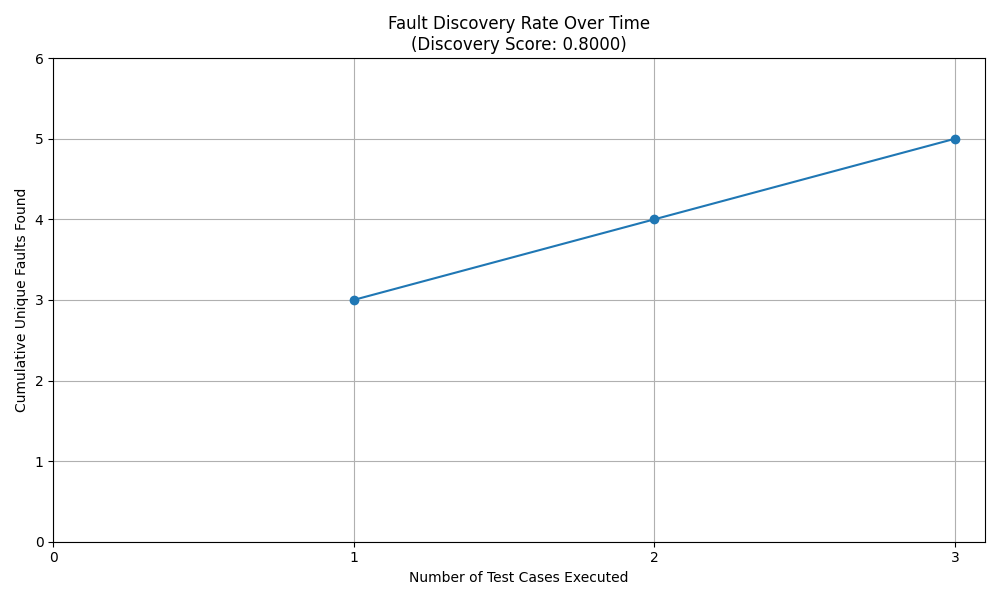 Fault Discovery Rate Over Time
(Discovery Score: 0.8000)
Cumulative Unique Faults Found
6
5
4
3
2
1
0
0 1 2 3
Number of Test Cases Executed